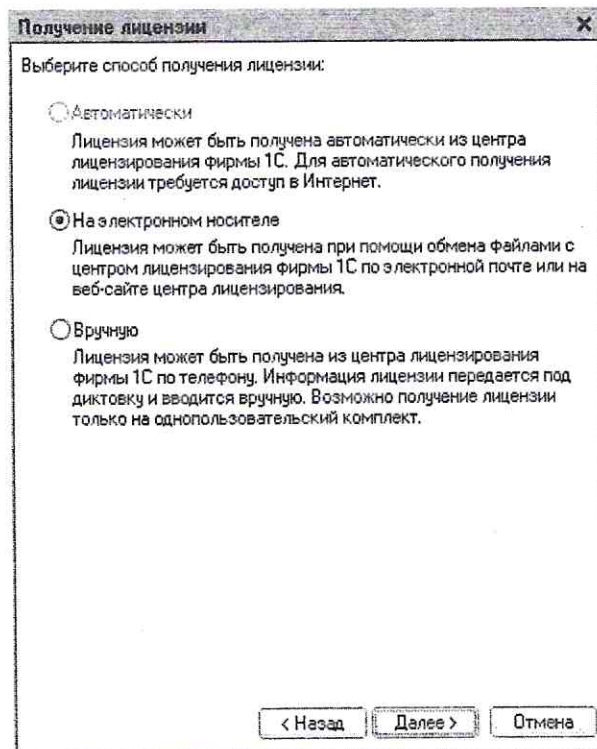 Получение лицензии
Выберите способ получения лицензии:
Автоматически
Лицензия может быть получена автоматически из центра
лицензирования фирмы 1С. Для автоматического получения
лицензии требуется доступ в Интернет.
На электронном носителе
Лицензия может быть получена при помощи обмена файлами с
центром лицензирования фирмы 1С по электронной почте или на
веб-сайте центра лицензирования.
Вручную
Лицензия может быть получена из центра лицензирования
фирмы 1С по телефону. Информация лицензии передается под
диктовку и вводится вручную. Возможно получение лицензии
только на однопользовательский комплект.
< Назад Далее > Отмена